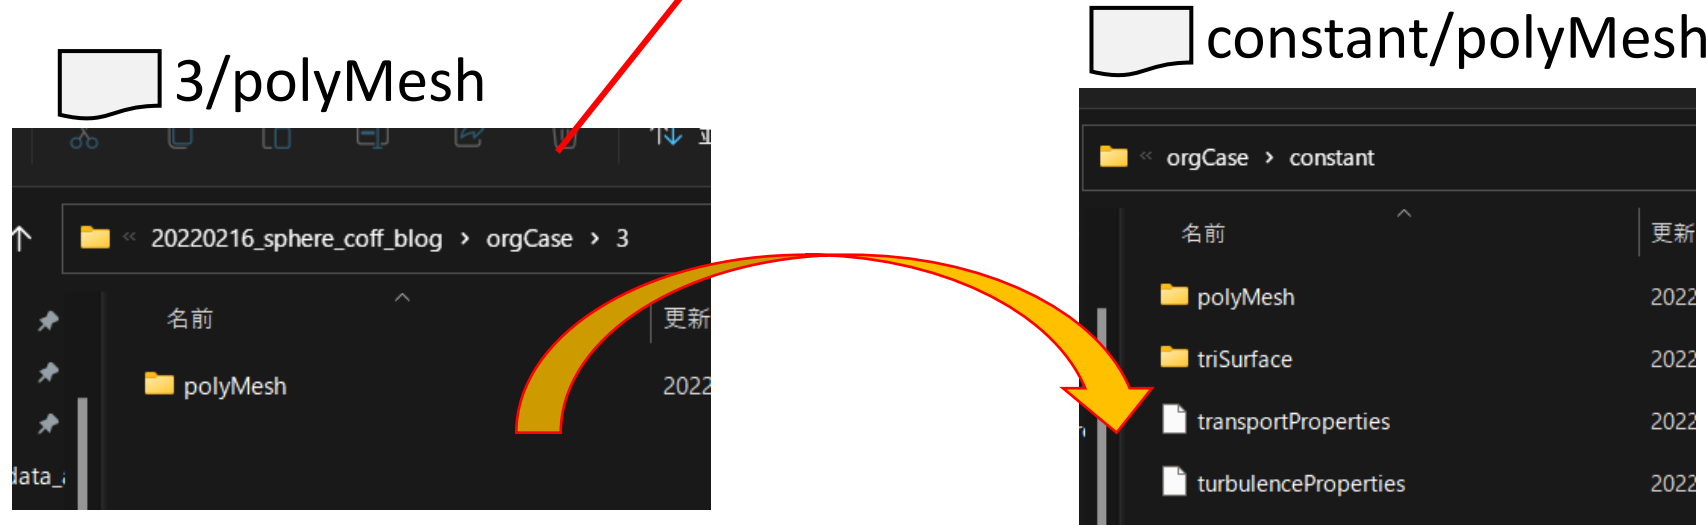 3/polyMesh
20220216_sphere_coff_blog > orgCase > 3
名前
更新
polyMesh
2022
constant/polyMesh
orgCase > constant
名前
更新
polyMesh
2022
triSurface
2022
transportProperties
2022
turbulenceProperties
2022